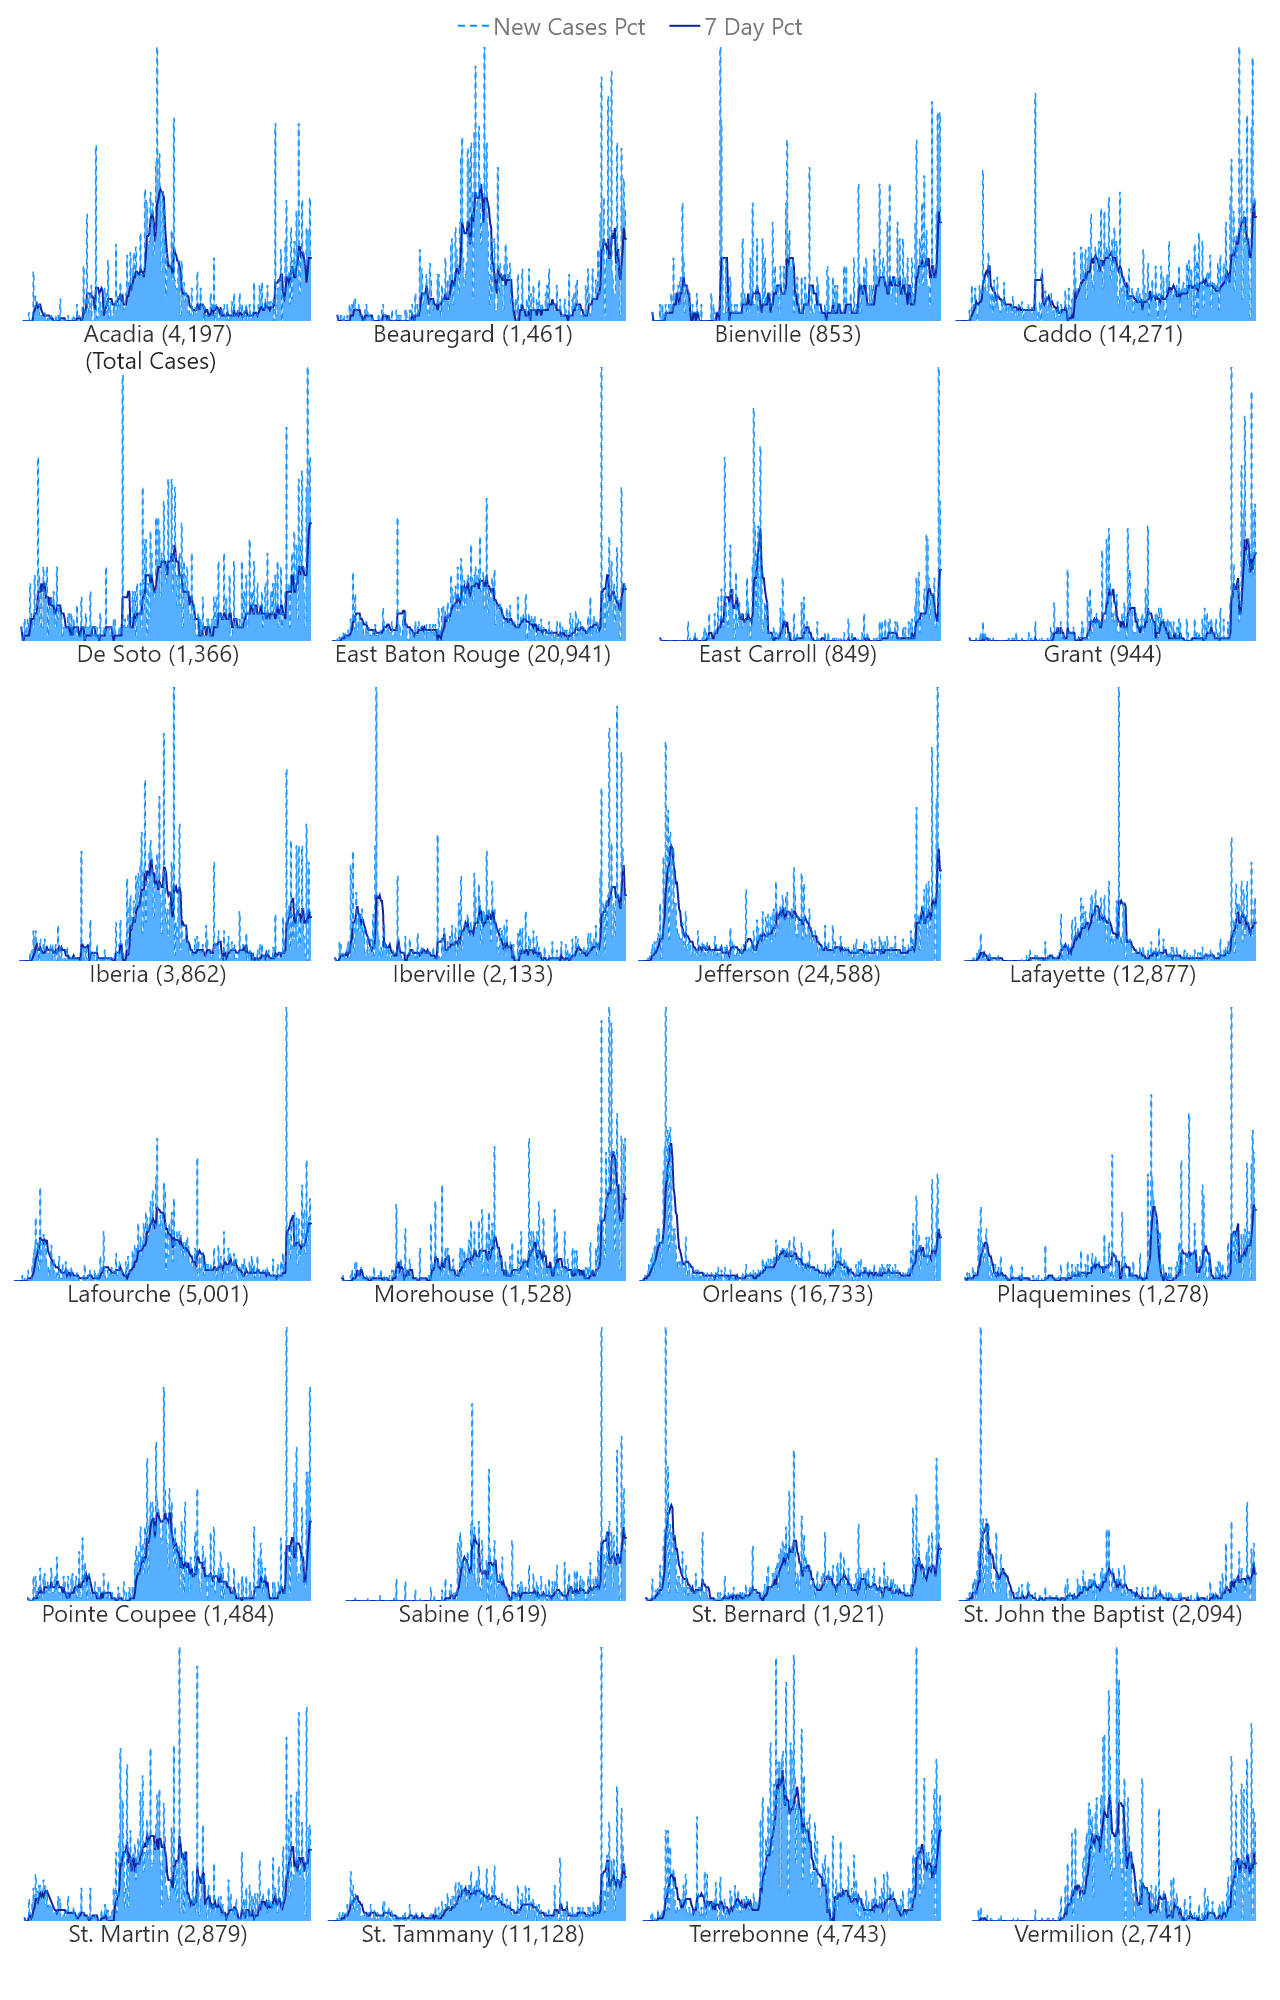 New Cases Pct 7 Day Pct
Acadia (4,197) Beauregard (1,461) Bienville (853) Caddo (14,271)
(Total Cases)
De Soto (1,366) East Baton Rouge (20,941) East Carroll (849) Grant (944)
Iberia (3,862) Iberville (2,133) Jefferson (24,588) Lafayette (12,877)
Lafourche (5,001) Morehouse (1,528) Orleans (16,733) Plaquemines (1,278)
Pointe Coupee (1,484) Sabine (1,619) St. Bernard (1,921) St. John the Baptist (2,094)
St. Martin (2,879) St. Tammany (11,128) Terrebonne (4,743) Vermilion (2,741)